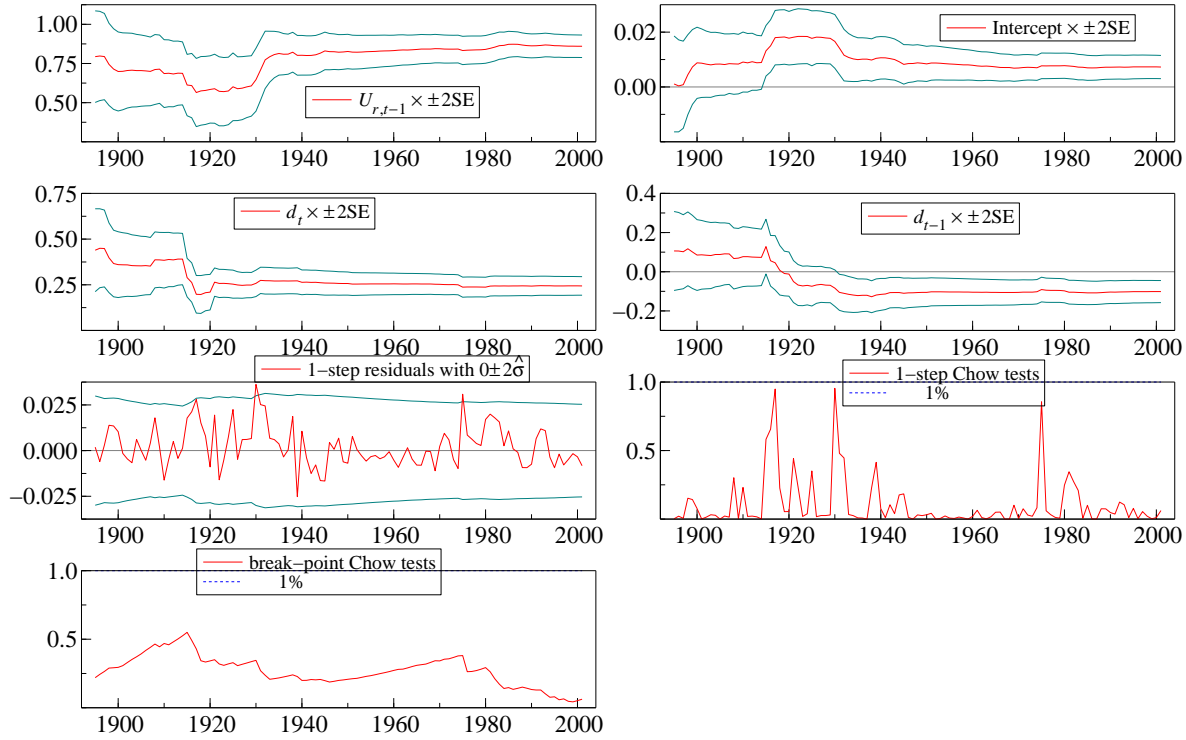 1.00
0.75
0.50
U_{r,t−1} × ±2SE
1900 1920 1940 1960 1980 2000
0.02
0.00
Intercept × ±2SE
1900 1920 1940 1960 1980 2000
0.75
0.50
0.25
d_t × ±2SE
1900 1920 1940 1960 1980 2000
0.4
0.2
0.0
−0.2
d_{t−1} × ±2SE
1900 1920 1940 1960 1980 2000
1−step residuals with 0±2σ̂
0.025
0.000
−0.025
1900 1920 1940 1960 1980 2000
1−step Chow tests
1%
1.0
0.5
1900 1920 1940 1960 1980 2000
break−point Chow tests
1%
1.0
0.5
1900 1920 1940 1960 1980 2000